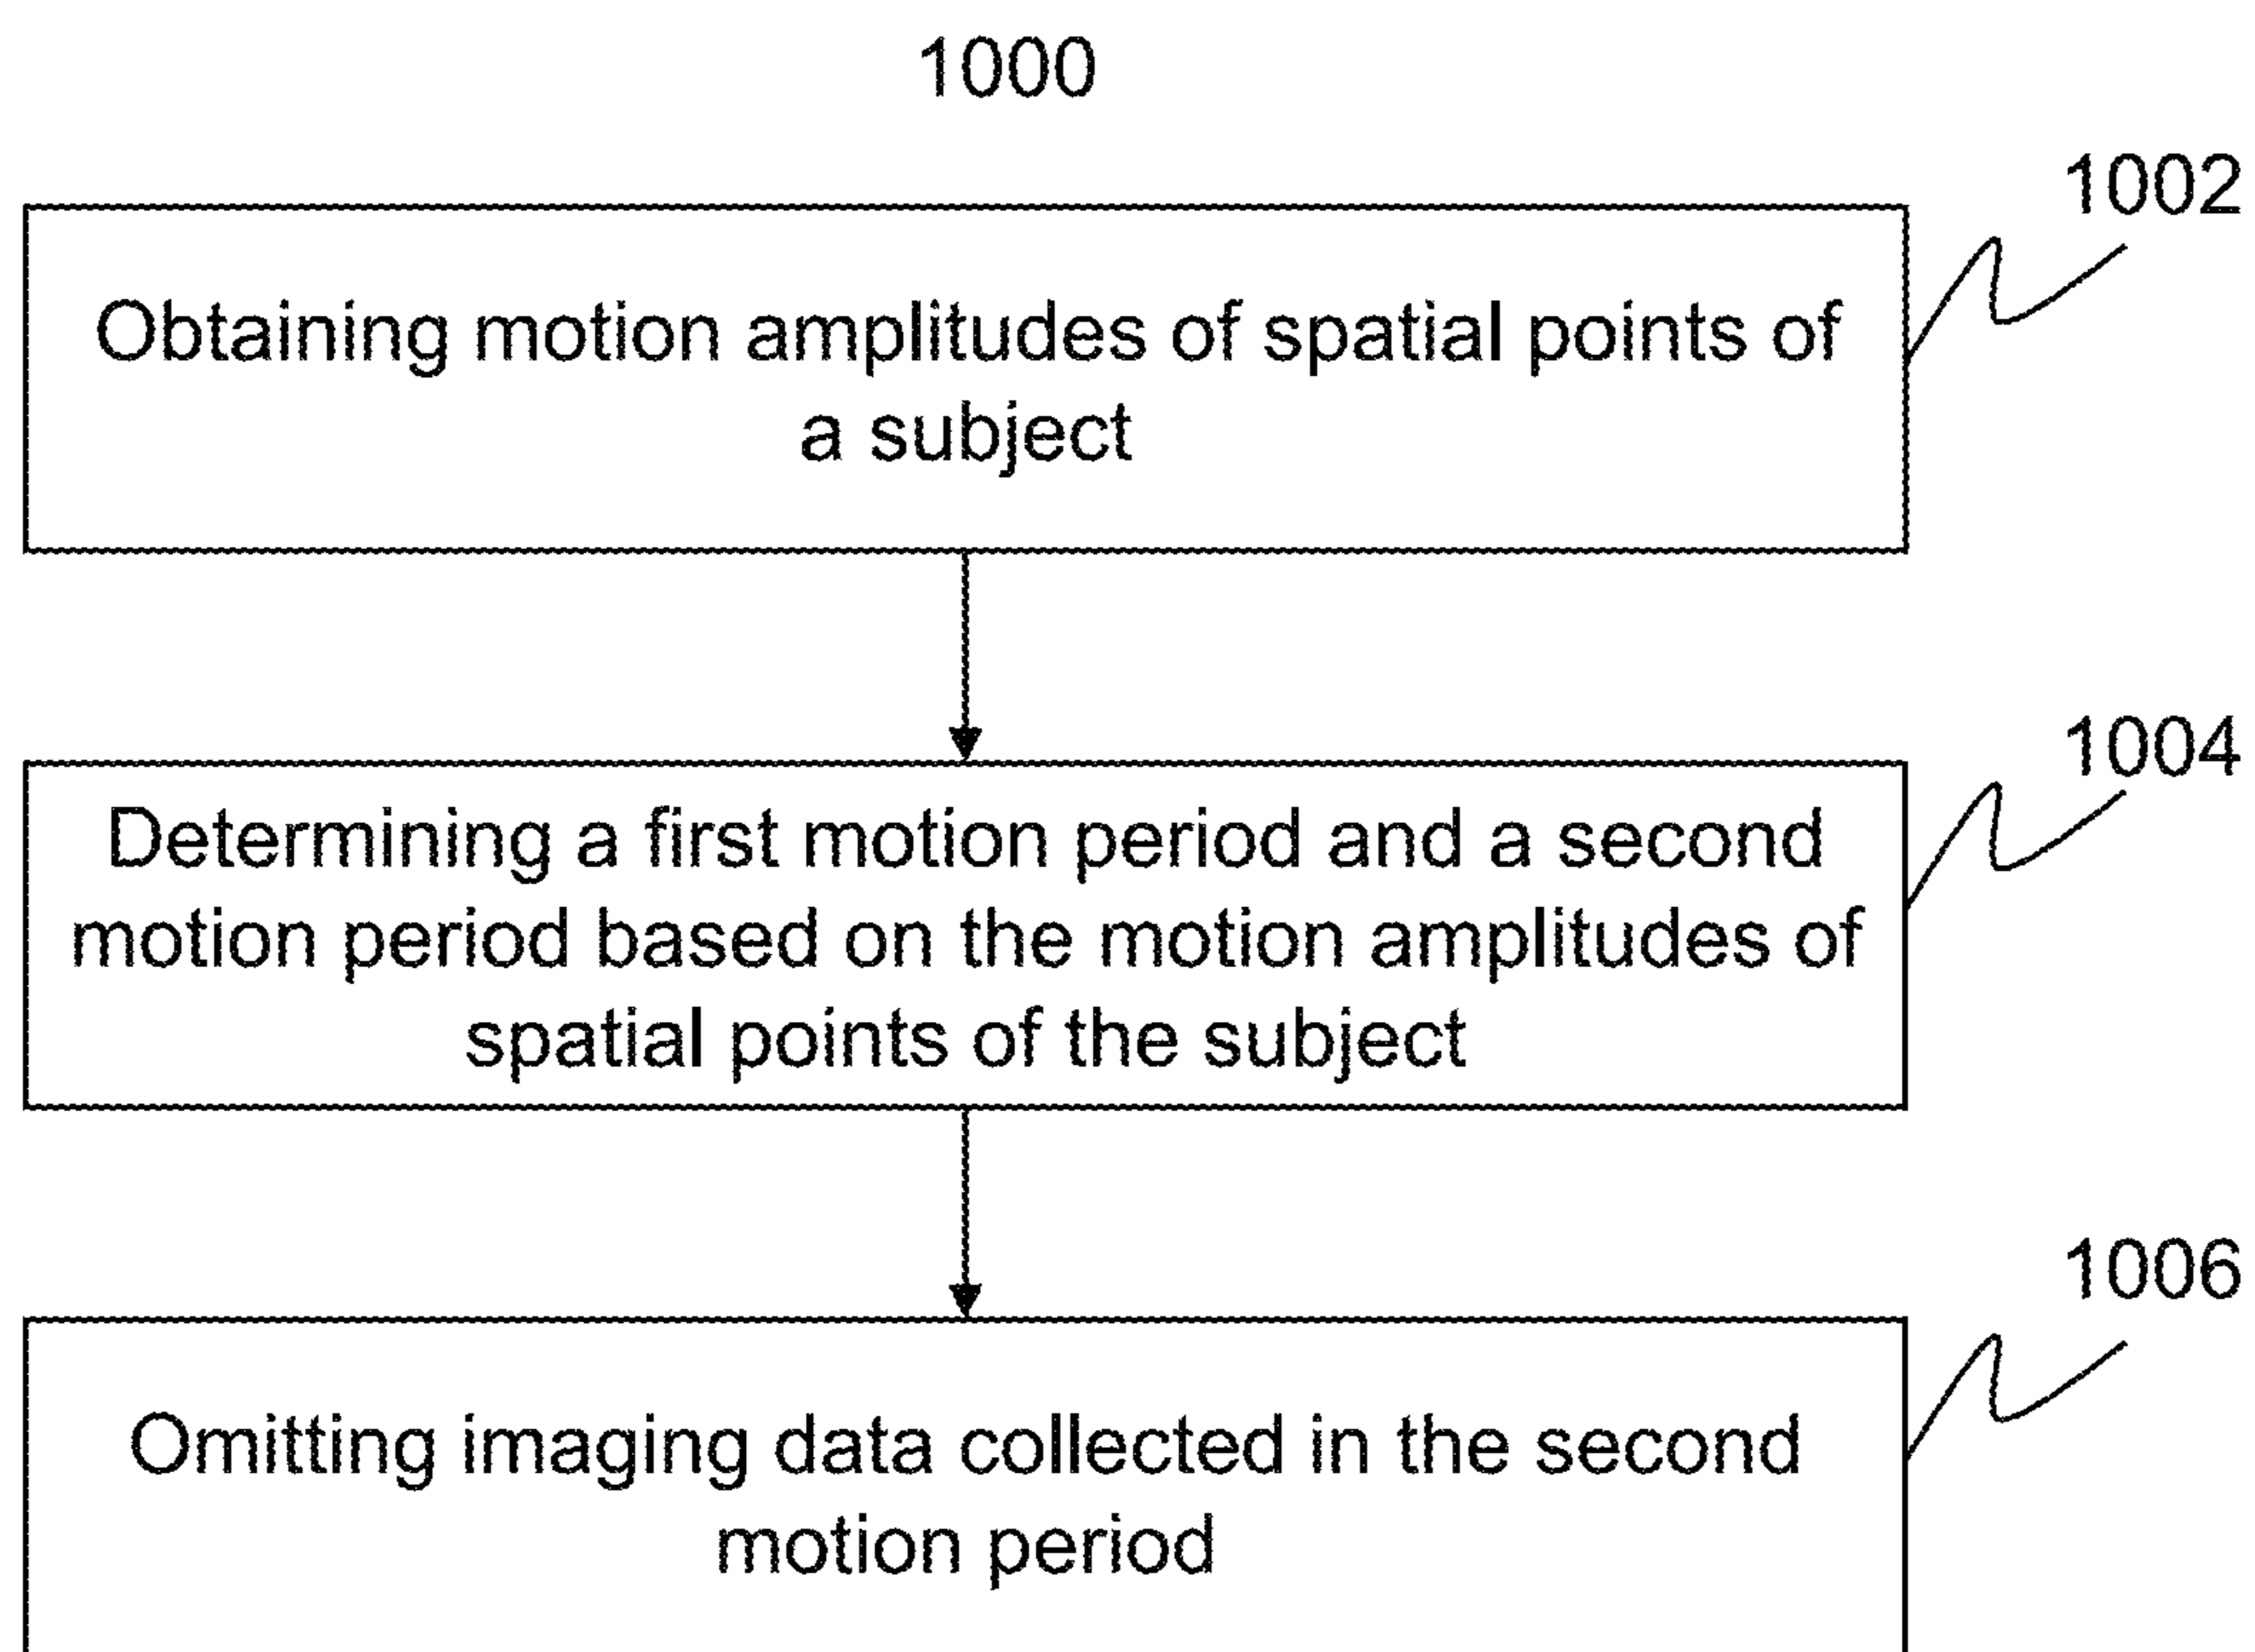 1000
1002
Obtaining motion amplitudes of spatial points of
a subject
1004
Determining a first motion period and a second
motion period based on the motion amplitudes of
spatial points of the subject
1006
Omitting imaging data collected in the second
motion period